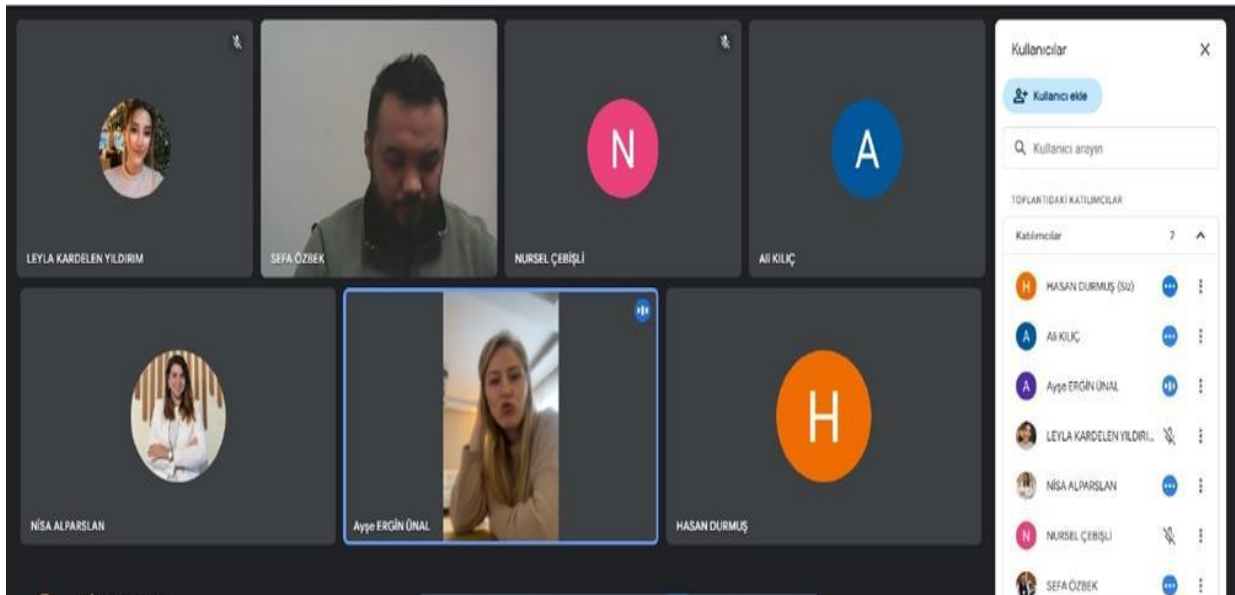 LEYLA KARDELEN YILDIRIM
SEFA ÖZBEK
N
NURSEL ÇEBİŞLİ
A
Ali KILIÇ
NİSA ALPARSLAN
Ayşe ERGİN ÜNAL
H
HASAN DURMUŞ
Kullanıcılar
Kullanıcı ekle
Kullanıcı arayın
TOPLANTIDAKİ KATILIMCILAR
Katılımcılar 7
H HASAN DURMUŞ (Siz)
A Ali KILIÇ
A Ayşe ERGİN ÜNAL
LEYLA KARDELEN YILDIRI...
NİSA ALPARSLAN
N NURSEL ÇEBİŞLİ
SEFA ÖZBEK